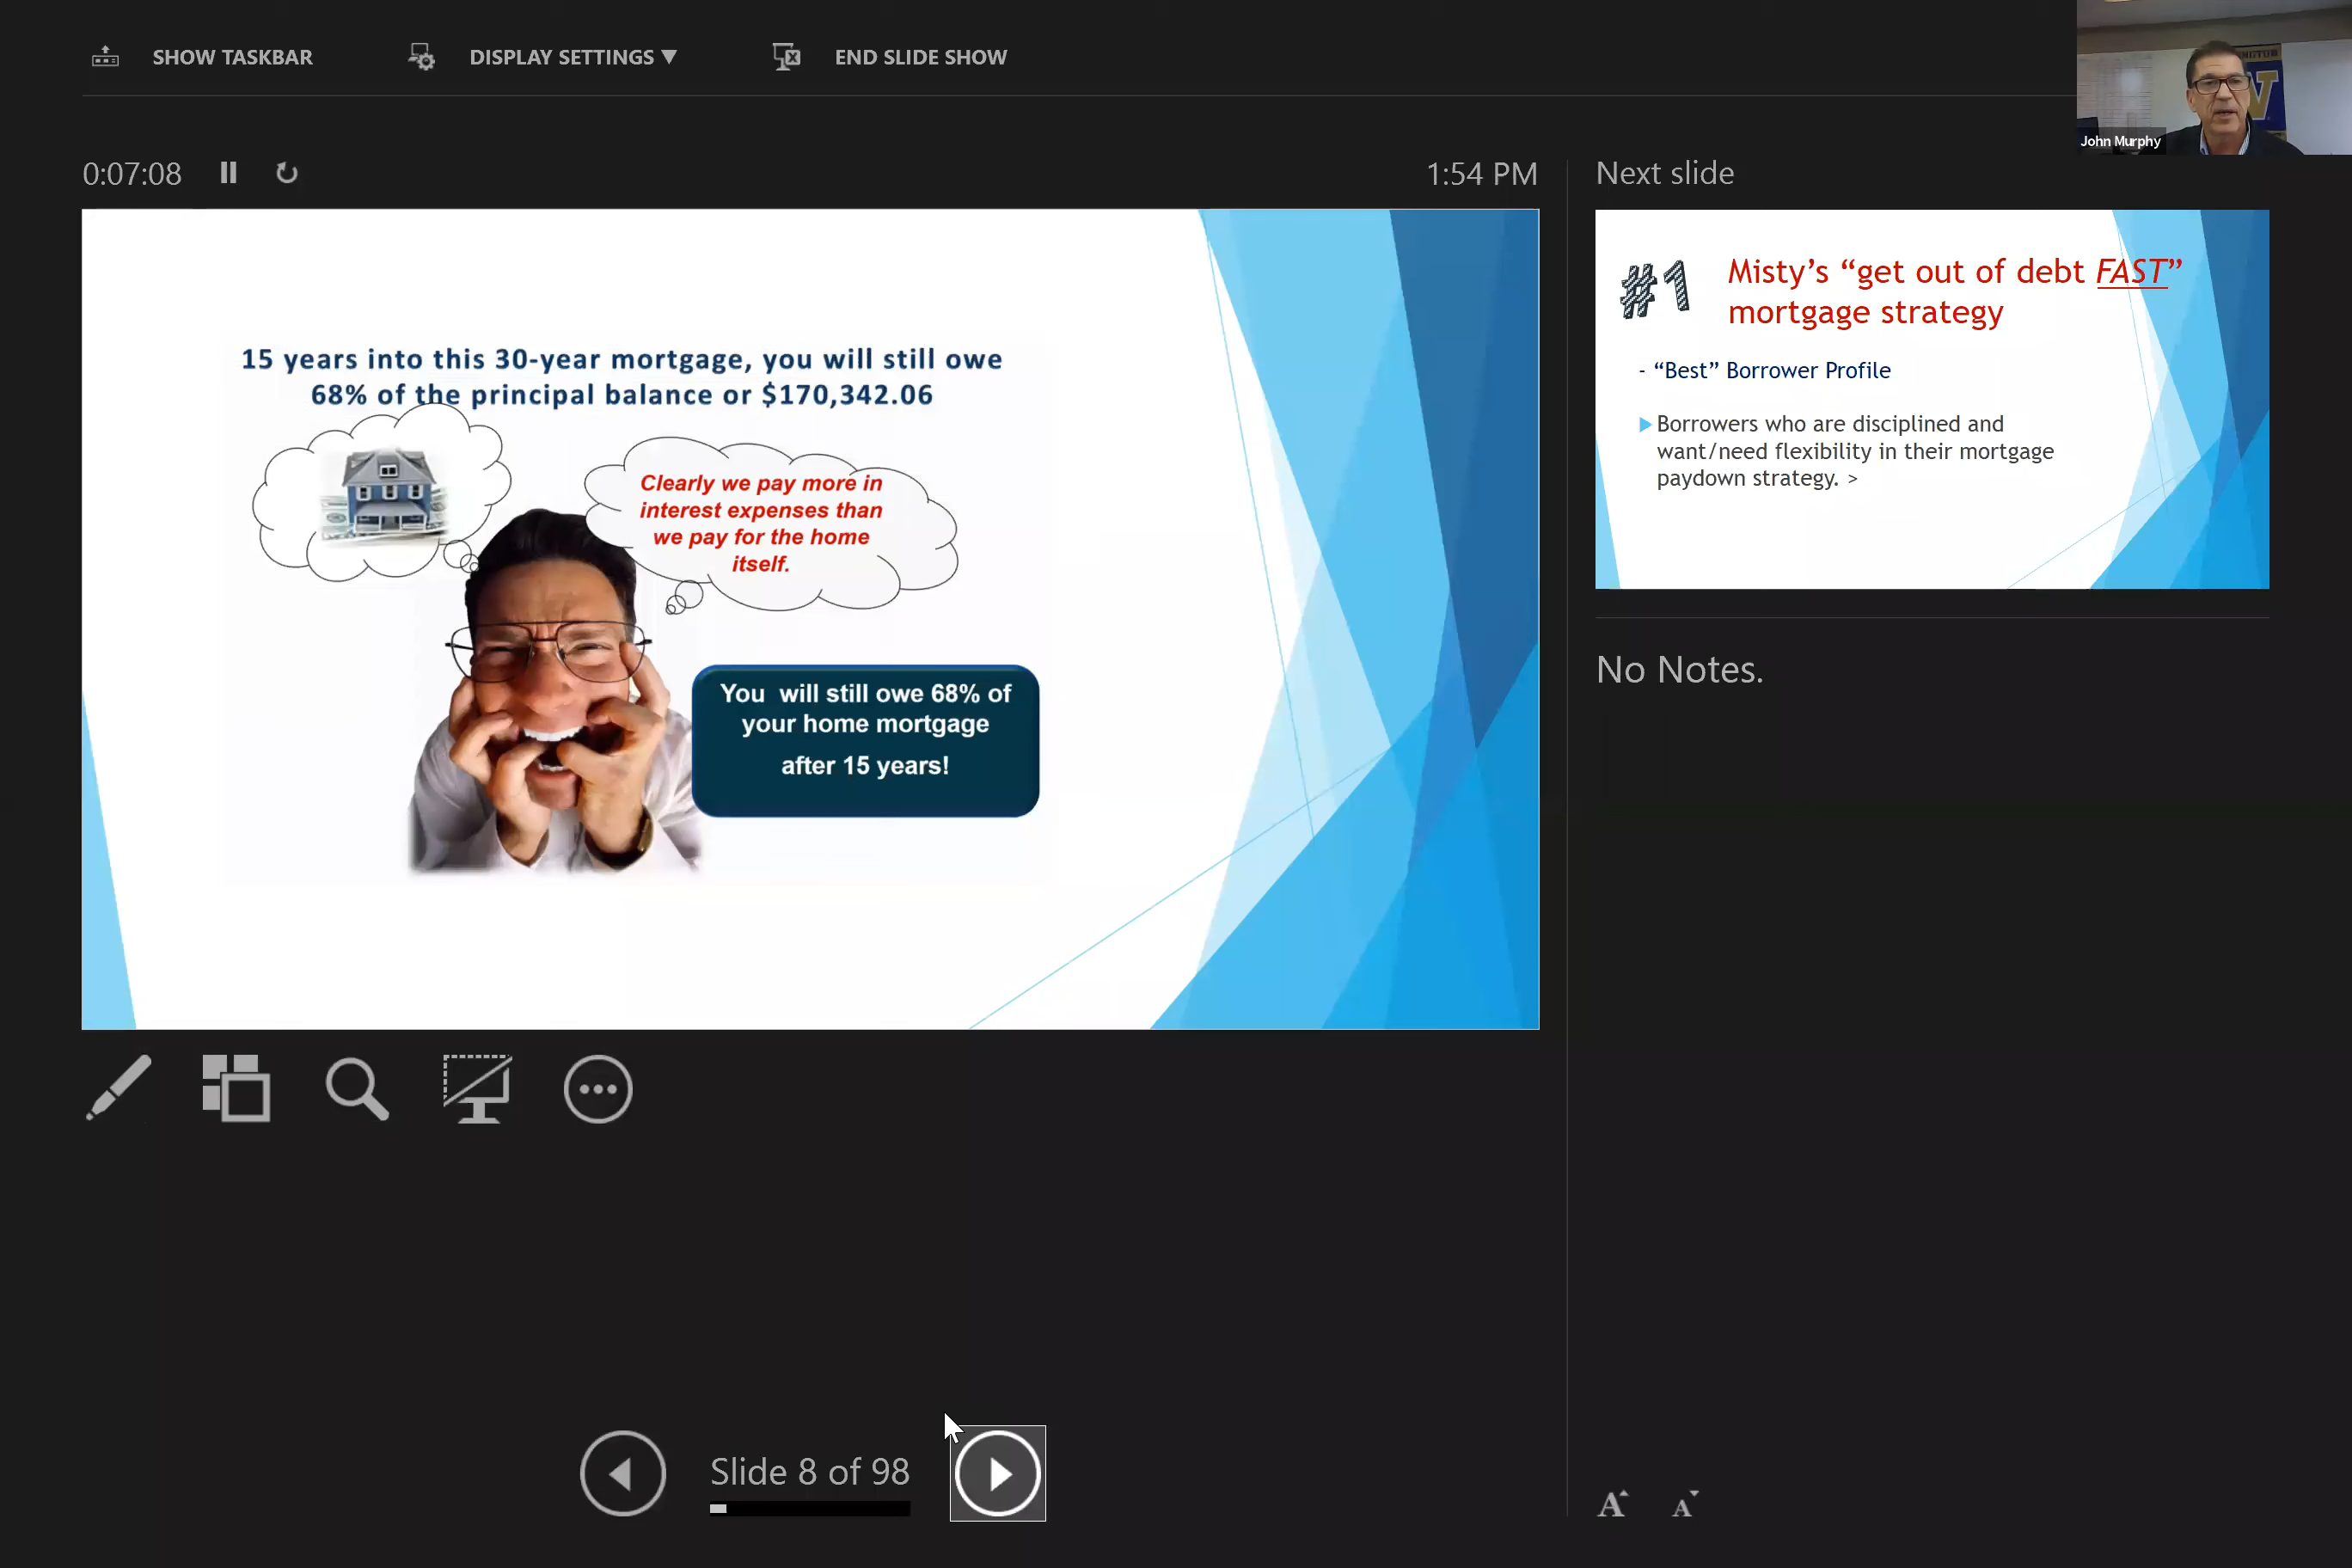 SHOW TASKBAR
DISPLAY SETTINGS ▼
END SLIDE SHOW
John Murphy
0:07:08
1:54 PM
Next slide
15 years into this 30-year mortgage, you will still owe
68% of the principal balance or $170,342.06
Clearly we pay more in
interest expenses than
we pay for the home
itself.
You will still owe 68% of
your home mortgage
after 15 years!
#1
Misty's “get out of debt FAST”
mortgage strategy
- “Best” Borrower Profile
Borrowers who are disciplined and
want/need flexibility in their mortgage
paydown strategy. >
No Notes.
Slide 8 of 98
A
A